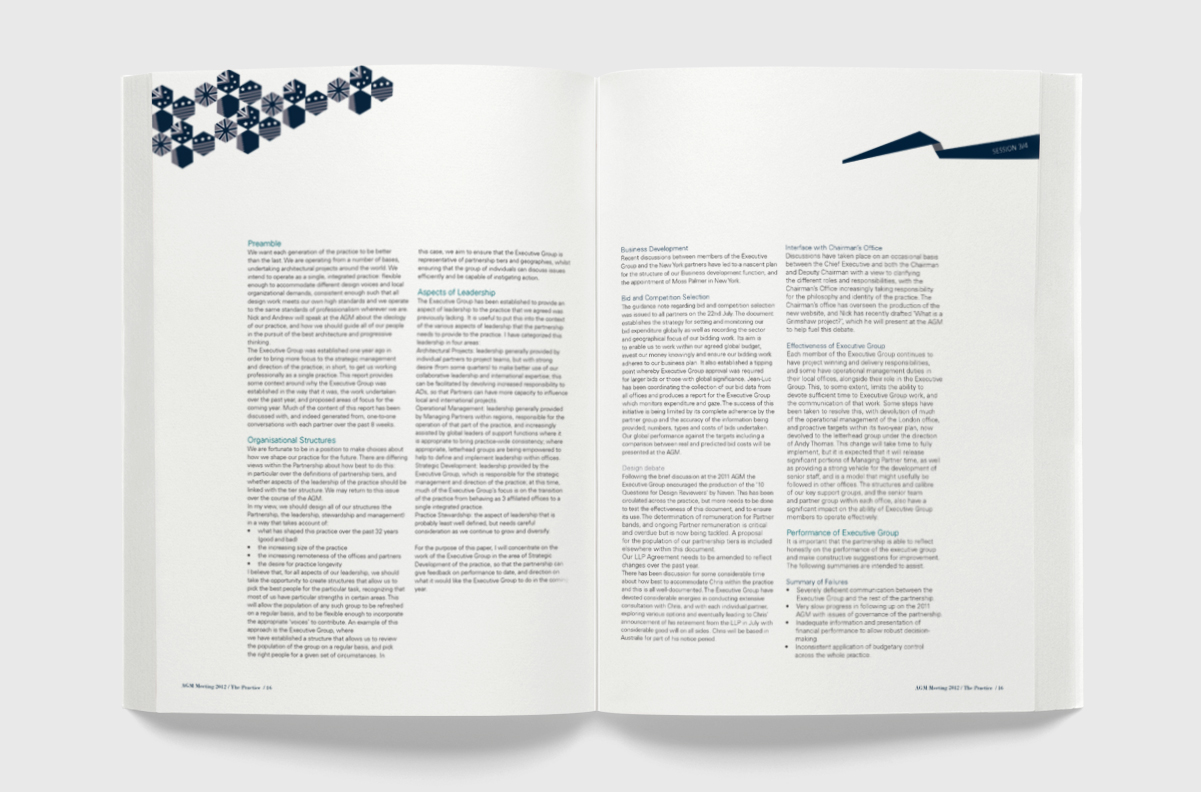 SESSION 3/4
Preamble
We want each generation of the practice to be better
than the last. We are operating from a number of bases,
undertaking architectural projects around the world. We
intend to operate as a single, integrated practice: flexible
enough to accommodate different design voices and local
organizational demands, consistent enough such that all
design work meets our own high standards and we operate
to the same standards of professionalism wherever we are.
Nick and Andrew will speak at the AGM about the ideology
of our practice, and how we should guide all of our people
in the pursuit of the best architecture and progressive
thinking.
The Executive Group was established one year ago in
order to bring more focus to the strategic management
and direction of the practice, in short, to get us working
professionally as a single practice. This report provides
some context around why the Executive Group was
established in the way that it was, the work undertaken
over the past year, and proposed areas of focus for the
coming year. Much of the content of this report has been
discussed with, and indeed generated from, one-to-one
conversations with each partner over the past 8 weeks.
Organisational Structures
We are fortunate to be in a position to make choices about
how we shape our practice for the future. There are differing
views within the Partnership about how best to do this:
in particular over the definitions of partnership tiers, and
whether aspects of the leadership of the practice should be
linked with the tier structure. We may return to this issue
over the course of the AGM.
In my view, we should design all of our structures (the
Partnership, the leadership, stewardship and management)
in a way that takes account of:
• what has shaped this practice over the past 32 years
(good and bad)
• the increasing size of the practice
• the increasing remoteness of the offices and partners
• the desire for practice longevity
I believe that, for all aspects of our leadership, we should
take the opportunity to create structures that allow us to
pick the best people for the particular task, recognizing that
most of us have particular strengths in certain areas. This
will allow the population of any such group to be refreshed
on a regular basis, and to be flexible enough to incorporate
the appropriate 'voices' to contribute. An example of this
approach is the Executive Group, where
we have established a structure that allows us to review
the population of the group on a regular basis, and pick
the right people for a given set of circumstances. In
this case, we aim to ensure that the Executive Group is
representative of partnership tiers and geographies, whilst
ensuring that the group of individuals can discuss issues
efficiently and be capable of instigating action.
Aspects of Leadership
The Executive Group has been established to provide an
aspect of leadership to the practice that we agreed was
previously lacking. It is useful to put this into the context
of the various aspects of leadership that the partnership
needs to provide to the practice. I have categorized this
leadership in four areas:
Architectural Projects: leadership generally provided by
individual partners to project teams, but with strong
desire (from some quarters) to make better use of our
collaborative leadership and international expertise; this
can be facilitated by devolving increased responsibility to
ADs, so that Partners can have more capacity to influence
local and international projects.
Operational Management: leadership generally provided
by Managing Partners within regions, responsible for the
operation of that part of the practice, and increasingly
assisted by global leaders of support functions where it
is appropriate to bring practice-wide consistency; where
appropriate, letterhead groups are being empowered to
help to define and implement leadership within offices.
Strategic Development: leadership provided by the
Executive Group, which is responsible for the strategic
management and direction of the practice; at this time,
much of the Executive Group's focus is on the transition
of the practice from behaving as 3 affiliated offices to a
single integrated practice.
Practice Stewardship: the aspect of leadership that is
probably least well defined, but needs careful
consideration as we continue to grow and diversify.
For the purpose of this paper, I will concentrate on the
work of the Executive Group in the area of Strategic
Development of the practice, so that the partnership can
give feedback on performance to date, and direction on
what it would like the Executive Group to do in the coming
year.
AGM Meeting 2012 / The Practice / 16
Business Development
Recent discussions between members of the Executive
Group and the New York partners have led to a nascent plan
for the structure of our Business development function, and
the appointment of Moss Palmer in New York.
Bid and Competition Selection
The guidance note regarding bid and competition selection
was issued to all partners on the 22nd July. The document
establishes the strategy for setting and monitoring our
bid expenditure globally as well as recording the sector
and geographical focus of our bidding work. Its aim is
to enable us to work within our agreed global budget,
invest our money knowingly and ensure our bidding work
adheres to our business plan. It also established a tipping
point whereby Executive Group approval was required
for larger bids or those with global significance. Jean-Luc
has been coordinating the collection of our bid data from
all offices and produces a report for the Executive Group
which monitors expenditure and gaze. The success of this
initiative is being limited by its complete adherence by the
partner group and the accuracy of the information being
provided; numbers, types and costs of bids undertaken.
Our global performance against the targets including a
comparison between real and predicted bid costs will be
presented at the AGM.
Design debate
Following the brief discussion at the 2011 AGM the
Executive Group encouraged the production of the '10
Questions for Design Reviewers' by Neven. This has been
circulated across the practice, but more needs to be done
to test the effectiveness of this document, and to ensure
its use. The determination of remuneration for Partner
bands, and ongoing Partner remuneration is critical
and overdue but is now being tackled. A proposal
for the population of our partnership tiers is included
elsewhere within this document.
Our LLP Agreement needs to be amended to reflect
changes over the past year.
There has been discussion for some considerable time
about how best to accommodate Chris within the practice
and this is all well documented. The Executive Group have
devoted considerable energies in conducting extensive
consultation with Chris, and with each individual partner,
exploring various options and eventually leading to Chris'
announcement of his retirement from the LLP in July with
considerable good will on all sides. Chris will be based in
Australia for part of his notice period.
Interface with Chairman's Office
Discussions have taken place on an occasional basis
between the Chief Executive and both the Chairman
and Deputy Chairman with a view to clarifying
the different roles and responsibilities, with the
Chairman's Office increasingly taking responsibility
for the philosophy and identity of the practice. The
Chairman's office has overseen the production of the
new website, and Nick has recently drafted 'What is a
Grimshaw project?', which he will present at the AGM
to help fuel this debate.
Effectiveness of Executive Group
Each member of the Executive Group continues to
have project winning and delivery responsibilities,
and some have operational management duties in
their local offices, alongside their role in the Executive
Group. This, to some extent, limits the ability to
devote sufficient time to Executive Group work, and
the communication of that work. Some steps have
been taken to resolve this, with devolution of much
of the operational management of the London office,
and proactive targets within its two-year plan, now
devolved to the letterhead group under the direction
of Andy Thomas. This change will take time to fully
implement, but it is expected that it will release
significant portions of Managing Partner time, as well
as providing a strong vehicle for the development of
senior staff, and is a model that might usefully be
followed in other offices. The structures and calibre
of our key support groups, and the senior team
and partner group within each office, also have a
significant impact on the ability of Executive Group
members to operate effectively.
Performance of Executive Group
It is important that the partnership is able to reflect
honestly on the performance of the executive group
and make constructive suggestions for improvement.
The following summaries are intended to assist.
Summary of Failures
• Severely deficient communication between the
Executive Group and the rest of the partnership.
• Very slow progress in following up on the 2011
AGM with issues of governance of the partnership.
• Inadequate information and presentation of
financial performance to allow robust decision-
making
• Inconsistent application of budgetary control
across the whole practice.
AGM Meeting 2012 / The Practice / 16